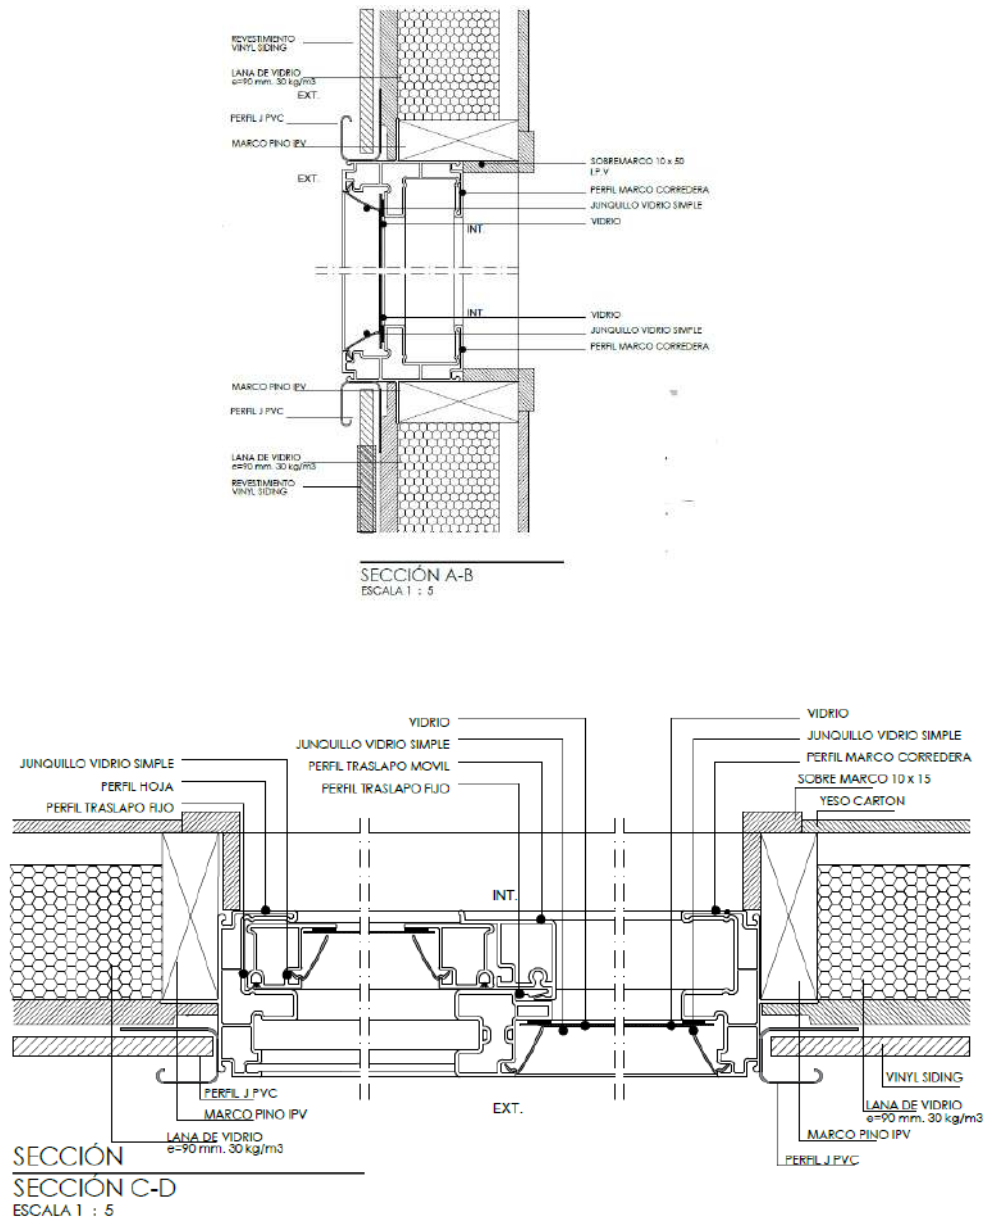 REVESTIMIENTO
VINYL SIDING
LANA DE VIDRIO
e=90 mm. 30 kg/m3
EXT.
PERFIL J PVC
MARCO PINO IPV
EXT.
SOBREMARCO 10 x 50
I.P.V
PERFIL MARCO CORREDERA
JUNQUILLO VIDRIO SIMPLE
VIDRIO
INT.
INT.
VIDRIO
JUNQUILLO VIDRIO SIMPLE
PERFIL MARCO CORREDERA
MARCO PINO IPV
PERFIL J PVC
LANA DE VIDRIO
e=90 mm. 30 kg/m3
REVESTIMIENTO
VINYL SIDING
SECCIÓN A-B
ESCALA 1 : 5
VIDRIO
JUNQUILLO VIDRIO SIMPLE
PERFIL TRASLAPO MOVIL
PERFIL TRASLAPO FIJO
JUNQUILLO VIDRIO SIMPLE
PERFIL HOJA
PERFIL TRASLAPO FIJO
VIDRIO
JUNQUILLO VIDRIO SIMPLE
PERFIL MARCO CORREDERA
SOBRE MARCO 10 x 15
YESO CARTON
INT.
EXT.
PERFIL J PVC
MARCO PINO IPV
LANA DE VIDRIO
e=90 mm. 30 kg/m3
VINYL SIDING
LANA DE VIDRIO
e=90 mm. 30 kg/m3
MARCO PINO IPV
PERFIL J PVC
SECCIÓN
SECCIÓN C-D
ESCALA 1 : 5